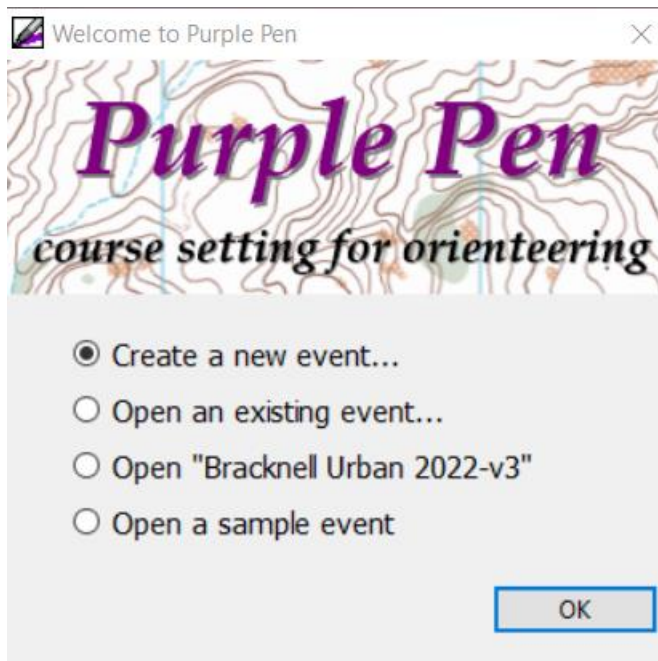 Welcome to Purple Pen
Purple Pen
course setting for orienteering
Create a new event...
Open an existing event...
Open "Bracknell Urban 2022-v3"
Open a sample event
OK